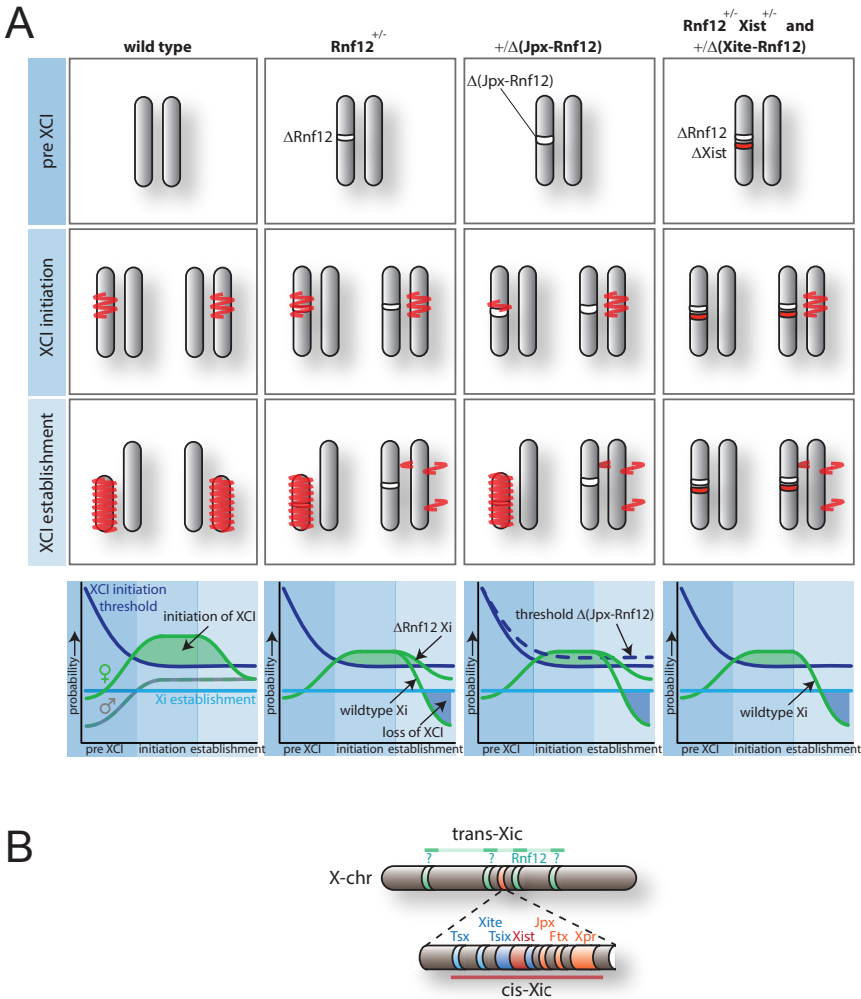 A
wild type
Rnf12+/-
+/Δ(Jpx-Rnf12)
Rnf12+/- Xist+/- and
+/Δ(Xite-Rnf12)
pre XCI
ΔRnf12
Δ(Jpx-Rnf12)
ΔRnf12
ΔXist
XCI initiation
XCI establishment
XCI initiation
threshold
initiation of XCI
♀
♂
Xi establishment
probability
pre XCI
initiation
establishment
ΔRnf12 Xi
wildtype Xi
loss of XCI
probability
pre XCI
initiation
establishment
threshold Δ(Jpx-Rnf12)
probability
pre XCI
initiation
establishment
wildtype Xi
probability
pre XCI
initiation
establishment
B
trans-Xic
? ? Rnf12 ?
X-chr
Xite Jpx
Tsx Tsix Xist Ftx Xpr
cis-Xic